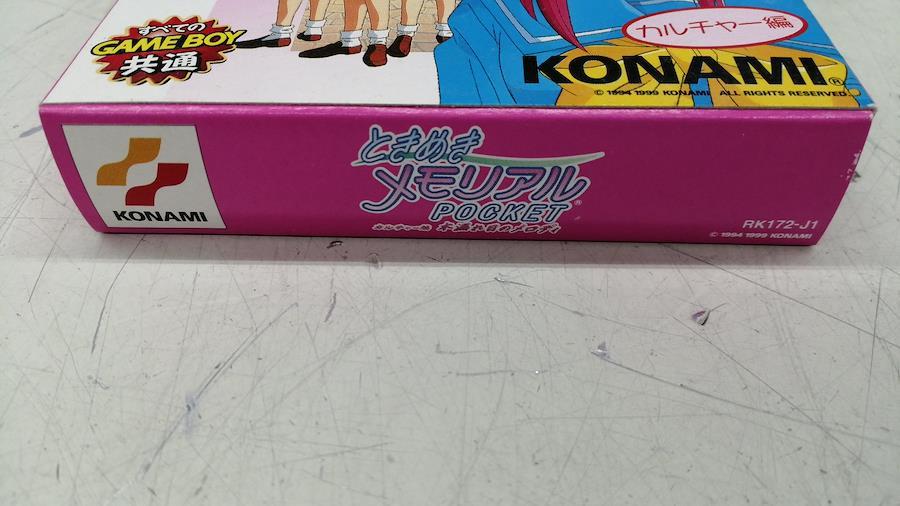 すべての
GAME BOY
共通
カルチャー編
KONAMI®
© 1994 1999 KONAMI ALL RIGHTS RESERVED.
KONAMI
ときめき
メモリアル®
POCKET
カルチャー編 木漏れ日のメロディ
RK172-J1
© 1994 1999 KONAMI